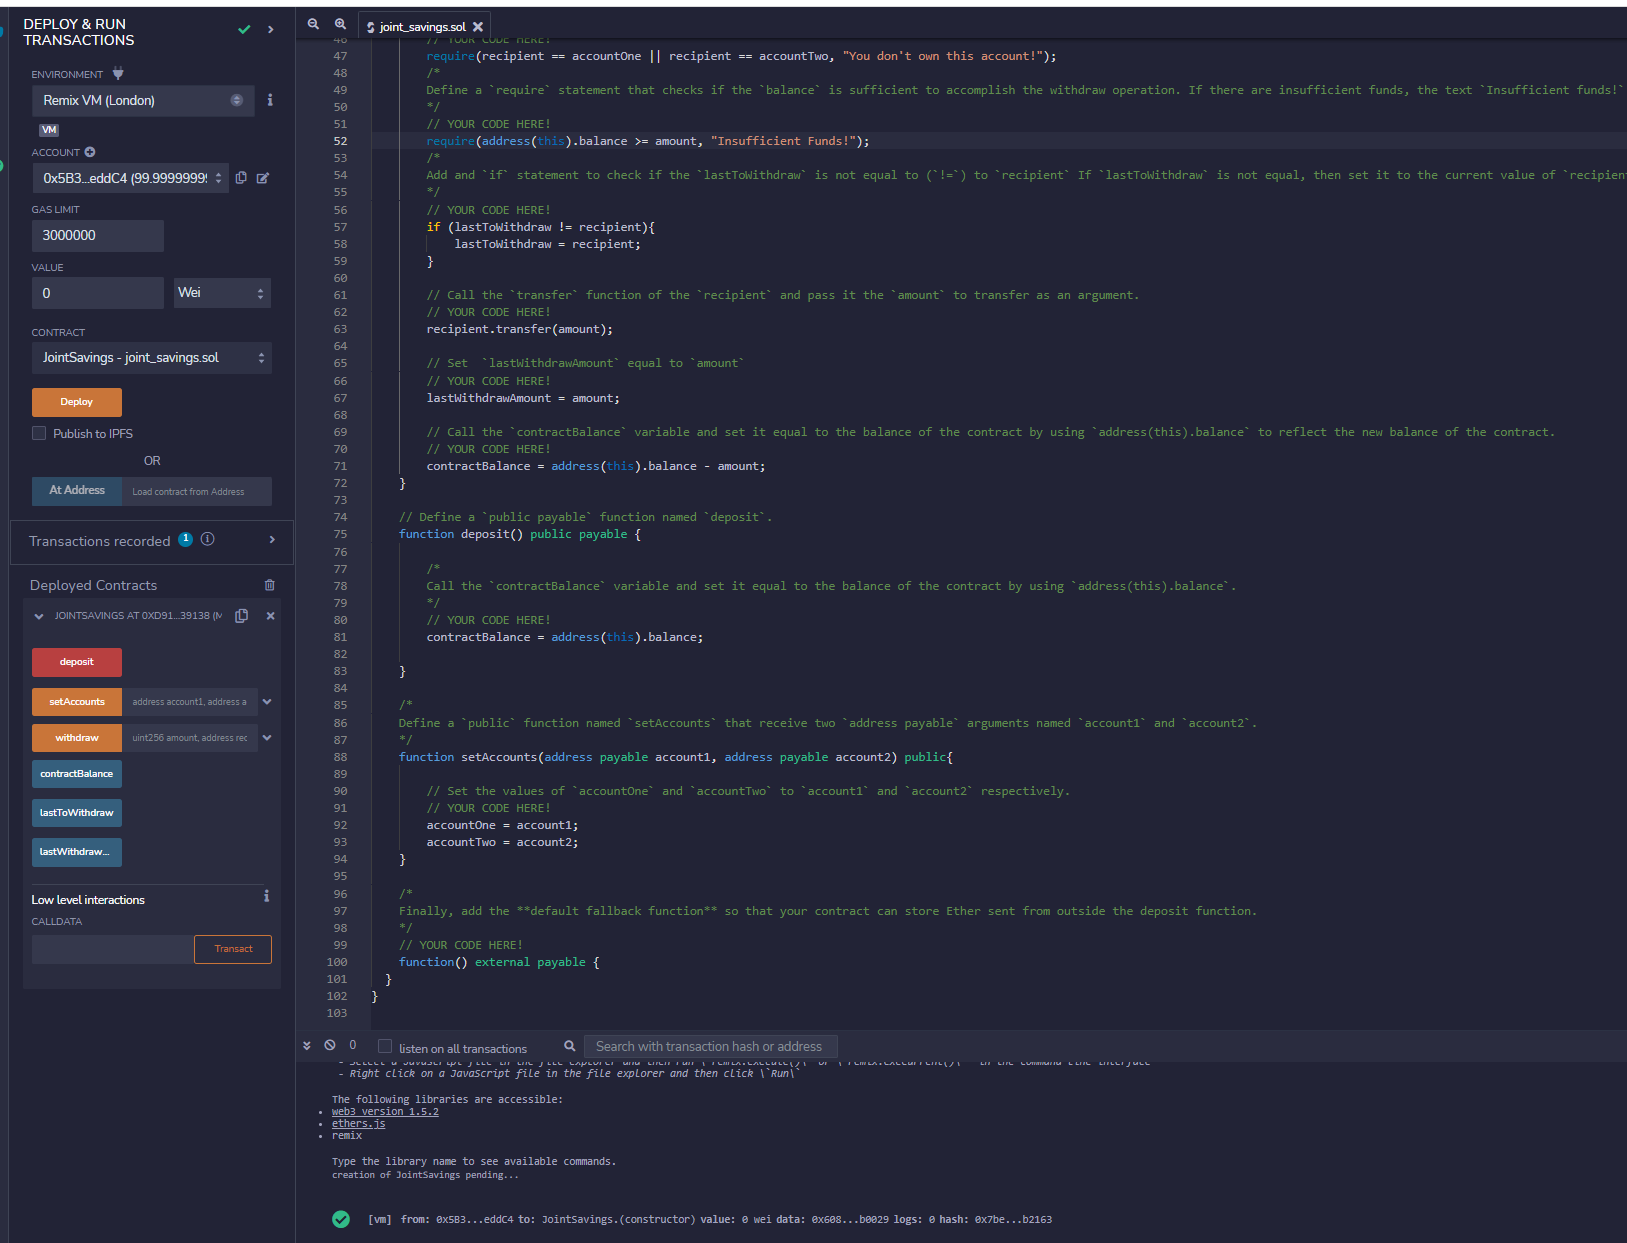 DEPLOY & RUN
TRANSACTIONS
ENVIRONMENT
Remix VM (London)
VM
ACCOUNT
0x5B3...eddC4 (99.99999999
GAS LIMIT
3000000
VALUE
0
Wei
CONTRACT
JointSavings - joint_savings.sol
Deploy
Publish to IPFS
OR
At Address
Load contract from Address
Transactions recorded 1
Deployed Contracts
JOINTSAVINGS AT 0XD91...39138 (M
deposit
setAccounts
address account1, address a
withdraw
uint256 amount, address rec
contractBalance
lastToWithdraw
lastWithdraw...
Low level interactions
CALLDATA
Transact
joint_savings.sol
46 // YOUR CODE HERE!
47 require(recipient == accountOne || recipient == accountTwo, "You don't own this account!");
48 /*
49 Define a `require` statement that checks if the `balance` is sufficient to accomplish the withdraw operation. If there are insufficient funds, the text `Insufficient funds!`
50 */
51 // YOUR CODE HERE!
52 require(address(this).balance >= amount, "Insufficient Funds!");
53 /*
54 Add and `if` statement to check if the `lastToWithdraw` is not equal to (`!=`) to `recipient` If `lastToWithdraw` is not equal, then set it to the current value of `recipien
55 */
56 // YOUR CODE HERE!
57 if (lastToWithdraw != recipient){
58 lastToWithdraw = recipient;
59 }
60
61 // Call the `transfer` function of the `recipient` and pass it the `amount` to transfer as an argument.
62 // YOUR CODE HERE!
63 recipient.transfer(amount);
64
65 // Set  `lastWithdrawAmount` equal to `amount`
66 // YOUR CODE HERE!
67 lastWithdrawAmount = amount;
68
69 // Call the `contractBalance` variable and set it equal to the balance of the contract by using `address(this).balance` to reflect the new balance of the contract.
70 // YOUR CODE HERE!
71 contractBalance = address(this).balance - amount;
72 }
73
74 // Define a `public payable` function named `deposit`.
75 function deposit() public payable {
76
77 /*
78 Call the `contractBalance` variable and set it equal to the balance of the contract by using `address(this).balance`.
79 */
80 // YOUR CODE HERE!
81 contractBalance = address(this).balance;
82
83 }
84
85 /*
86 Define a `public` function named `setAccounts` that receive two `address payable` arguments named `account1` and `account2`.
87 */
88 function setAccounts(address payable account1, address payable account2) public{
89
90 // Set the values of `accountOne` and `accountTwo` to `account1` and `account2` respectively.
91 // YOUR CODE HERE!
92 accountOne = account1;
93 accountTwo = account2;
94 }
95
96 /*
97 Finally, add the **default fallback function** so that your contract can store Ether sent from outside the deposit function.
98 */
99 // YOUR CODE HERE!
100 function() external payable {
101 }
102 }
103
0
listen on all transactions
Search with transaction hash or address
- Select a JavaScript file in the file explorer and then run \`remix.execute()\` or \`remix.exeCurrent()\` in the command line interface
- Right click on a JavaScript file in the file explorer and then click \`Run\`
The following libraries are accessible:
• web3 version 1.5.2
• ethers.js
• remix
Type the library name to see available commands.
creation of JointSavings pending...
[vm] from: 0x5B3...eddC4 to: JointSavings.(constructor) value: 0 wei data: 0x608...b0029 logs: 0 hash: 0x7be...b2163